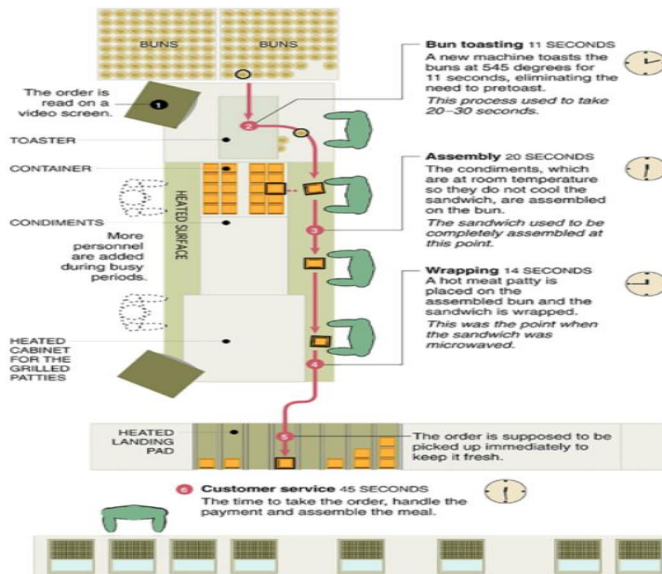 BUNS
BUNS
The order is
read on a
video screen.
1
TOASTER
CONTAINER
CONDIMENTS
More
personnel
are added
during busy
periods.
HEATED SURFACE
HEATED
CABINET
FOR THE
GRILLED
PATTIES
2
Bun toasting 11 SECONDS
A new machine toasts the
buns at 545 degrees for
11 seconds, eliminating the
need to pretoast.
This process used to take
20–30 seconds.
3
Assembly 20 SECONDS
The condiments, which are
at room temperature
so they do not cool the
sandwich, are assembled
on the bun.
The sandwich used to be
completely assembled at
this point.
4
Wrapping 14 SECONDS
A hot meat patty is
placed on the
assembled bun and the
sandwich is wrapped.
This was the point when
the sandwich was
microwaved.
HEATED
LANDING
PAD
5
The order is supposed to be
picked up immediately to
keep it fresh.
6 Customer service 45 SECONDS
The time to take the order, handle the
payment and assemble the meal.